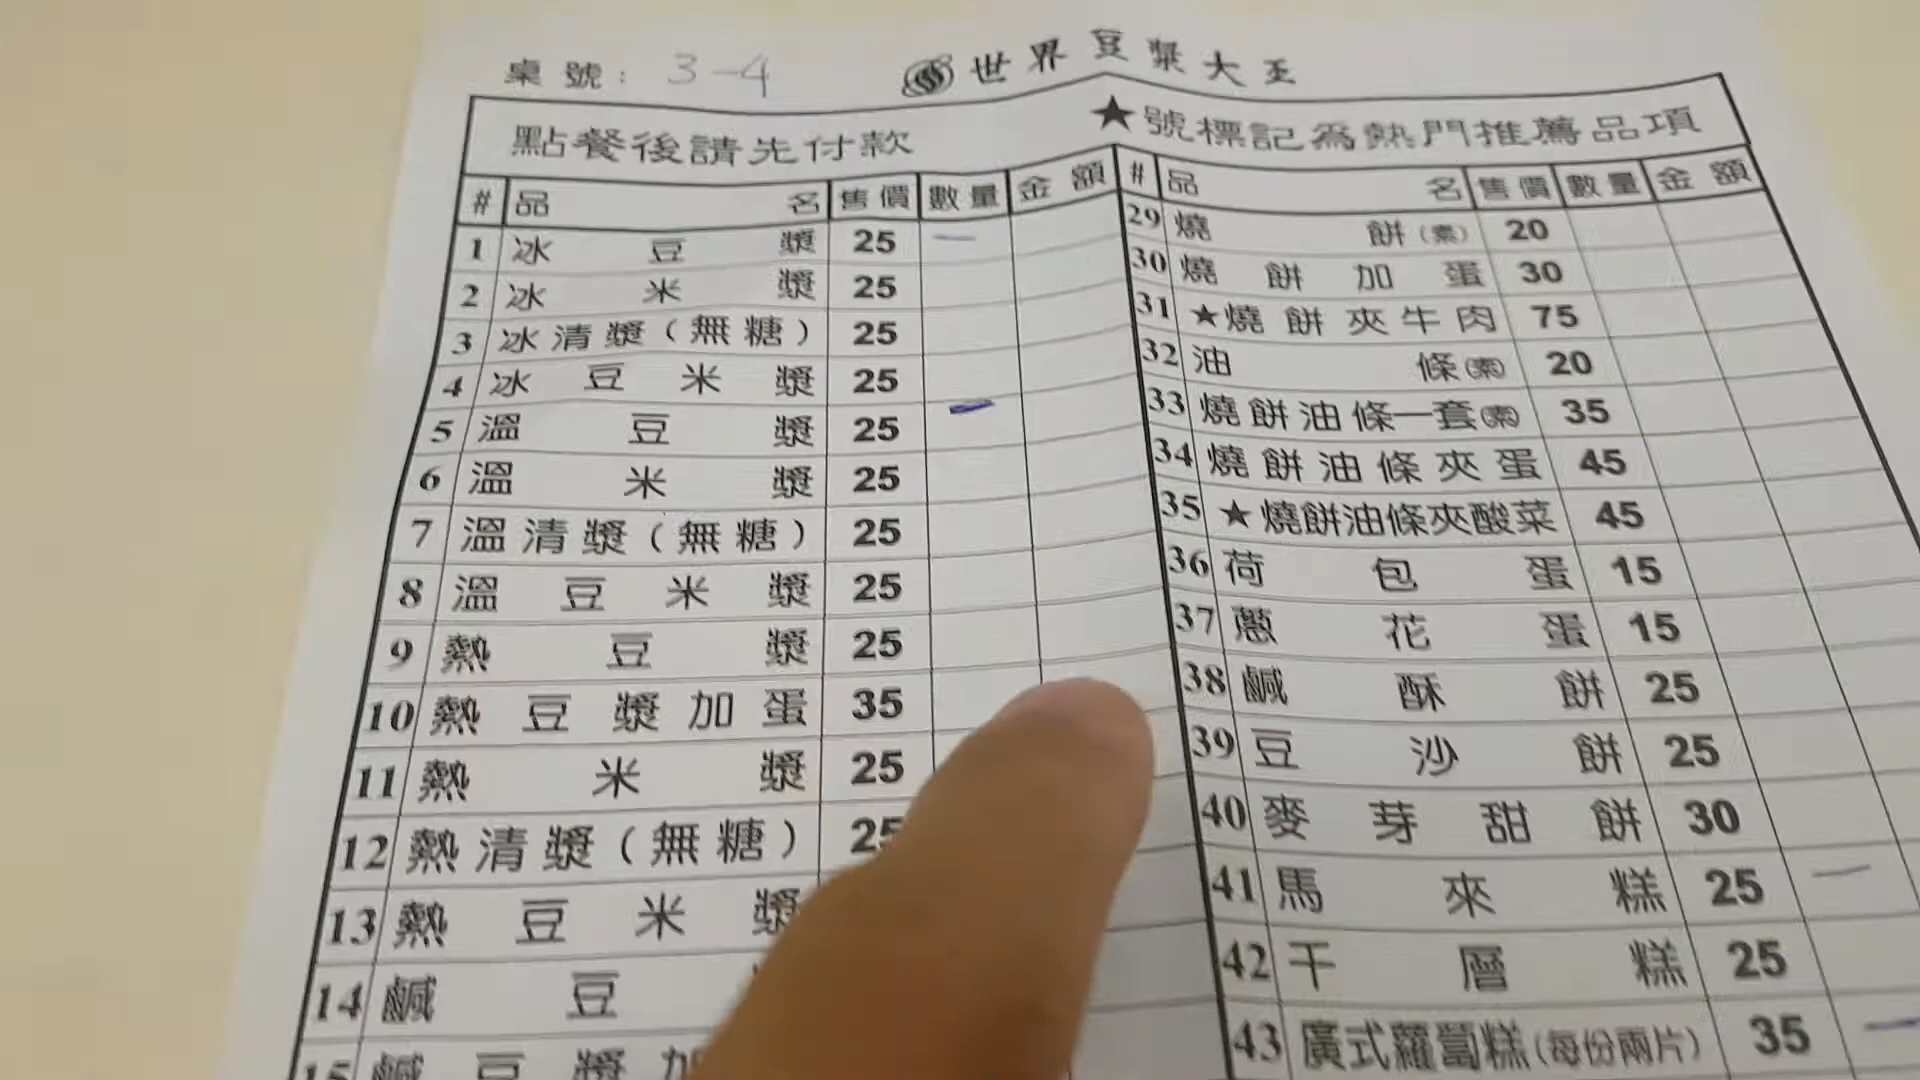 桌號: 3-4
世界豆漿大王
點餐後請先付款
★號標記為熱門推薦品項
# 品名 售價 數量 金額
1 冰豆漿 25 一
2 冰米漿 25
3 冰清漿(無糖) 25
4 冰豆米漿 25
5 溫豆漿 25 一
6 溫米漿 25
7 溫清漿(無糖) 25
8 溫豆米漿 25
9 熱豆漿 25
10 熱豆漿加蛋 35
11 熱米漿 25
12 熱清漿(無糖) 25
13 熱豆米漿
14 鹹豆
15 鹹豆漿加
# 品名 售價 數量 金額
29 燒餅(素) 20
30 燒餅加蛋 30
31 ★燒餅夾牛肉 75
32 油條(素) 20
33 燒餅油條一套(素) 35
34 燒餅油條夾蛋 45
35 ★燒餅油條夾酸菜 45
36 荷包蛋 15
37 蔥花蛋 15
38 鹹酥餅 25
39 豆沙餅 25
40 麥芽甜餅 30
41 馬來糕 25 一
42 千層糕 25
43 廣式蘿蔔糕(每份兩片) 35 一